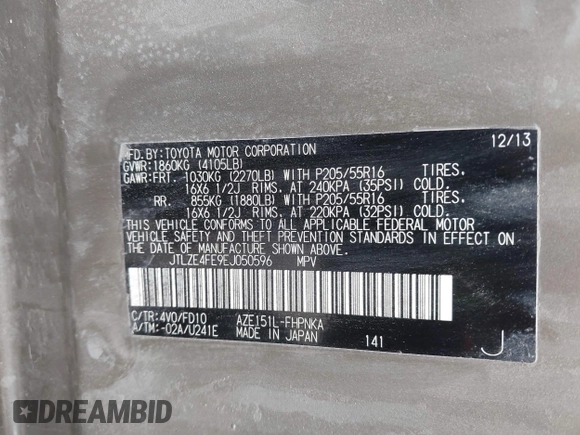 MFD. BY: TOYOTA MOTOR CORPORATION 12/13
GVWR: 1860KG (4105LB)
GAWR: FRT. 1030KG (2270LB) WITH P205/55R16 TIRES.
16X6 1/2J RIMS. AT 240KPA (35PSI) COLD.
RR. 855KG (1880LB) WITH P205/55R16 TIRES.
16X6 1/2J RIMS. AT 220KPA (32PSI) COLD.
THIS VEHICLE CONFORMS TO ALL APPLICABLE FEDERAL MOTOR
VEHICLE SAFETY AND THEFT PREVENTION STANDARDS IN EFFECT ON
THE DATE OF MANUFACTURE SHOWN ABOVE.
JTLZE4FE9EJ050596 MPV
C/TR: 4V0/FD10 AZE151L-FHPNKA
A/TM: -02A/U241E MADE IN JAPAN 141 J
DREAMBID